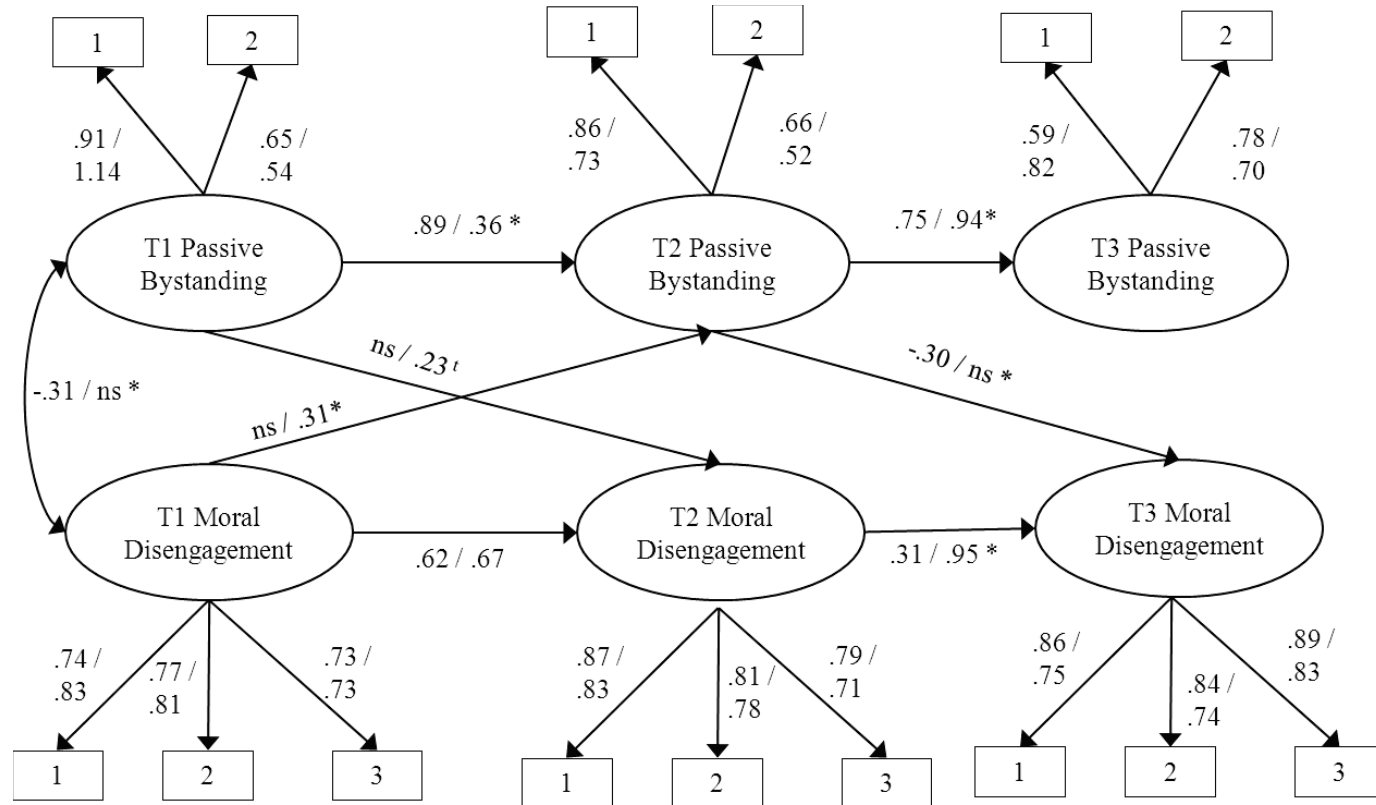 1
2
1
2
1
2
.91 /
1.14
.65 /
.54
.86 /
.73
.66 /
.52
.59 /
.82
.78 /
.70
T1 Passive
Bystanding
.89 / .36 *
T2 Passive
Bystanding
.75 / .94*
T3 Passive
Bystanding
-.31 / ns *
ns / .23 t
ns / .31*
-.30 / ns *
T1 Moral
Disengagement
.62 / .67
T2 Moral
Disengagement
.31 / .95 *
T3 Moral
Disengagement
.74 /
.83
.77 /
.81
.73 /
.73
.87 /
.83
.81 /
.78
.79 /
.71
.86 /
.75
.84 /
.74
.89 /
.83
1
2
3
1
2
3
1
2
3